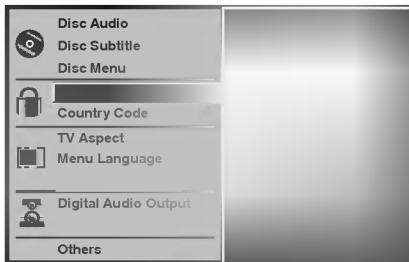 Disc Audio
Disc Subtitle
Disc Menu
Country Code
TV Aspect
Menu Language
Digital Audio Output
Others